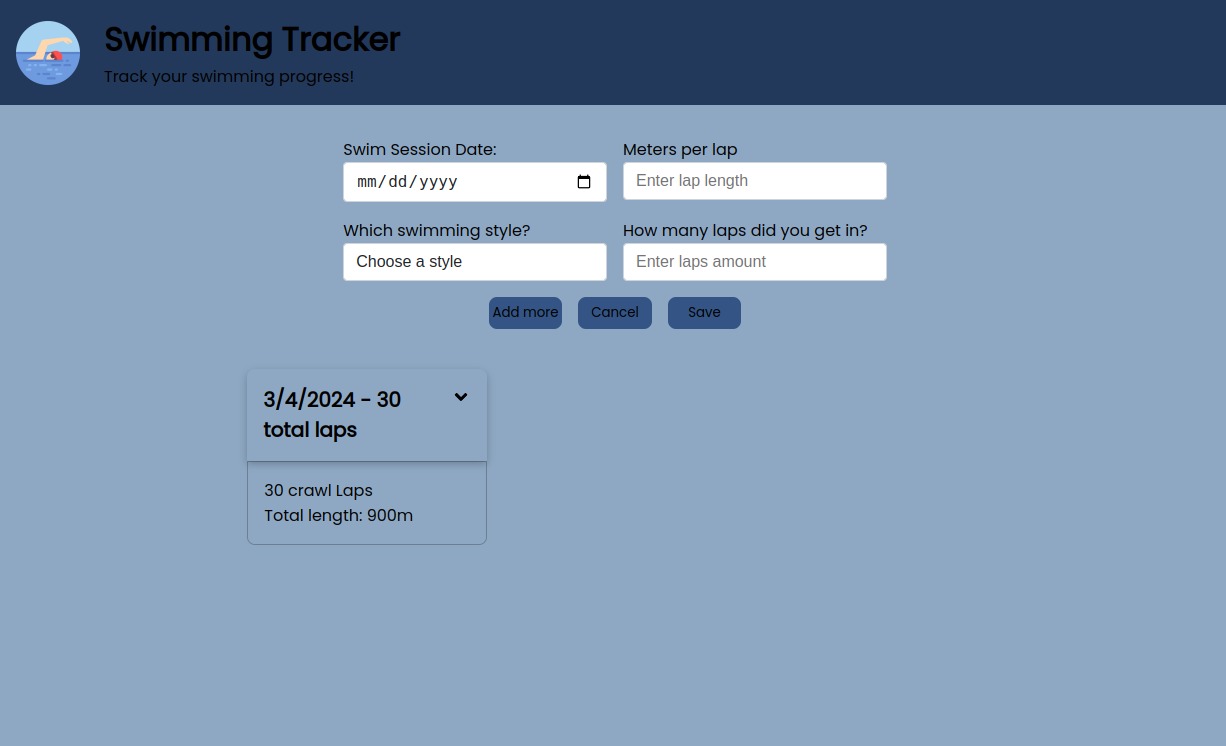 Swimming Tracker
Track your swimming progress!
Swim Session Date:
Meters per lap
mm/dd/yyyy
Enter lap length
Which swimming style?
How many laps did you get in?
Choose a style
Enter laps amount
Add more
Cancel
Save
3/4/2024 - 30
total laps
30 crawl Laps
Total length: 900m